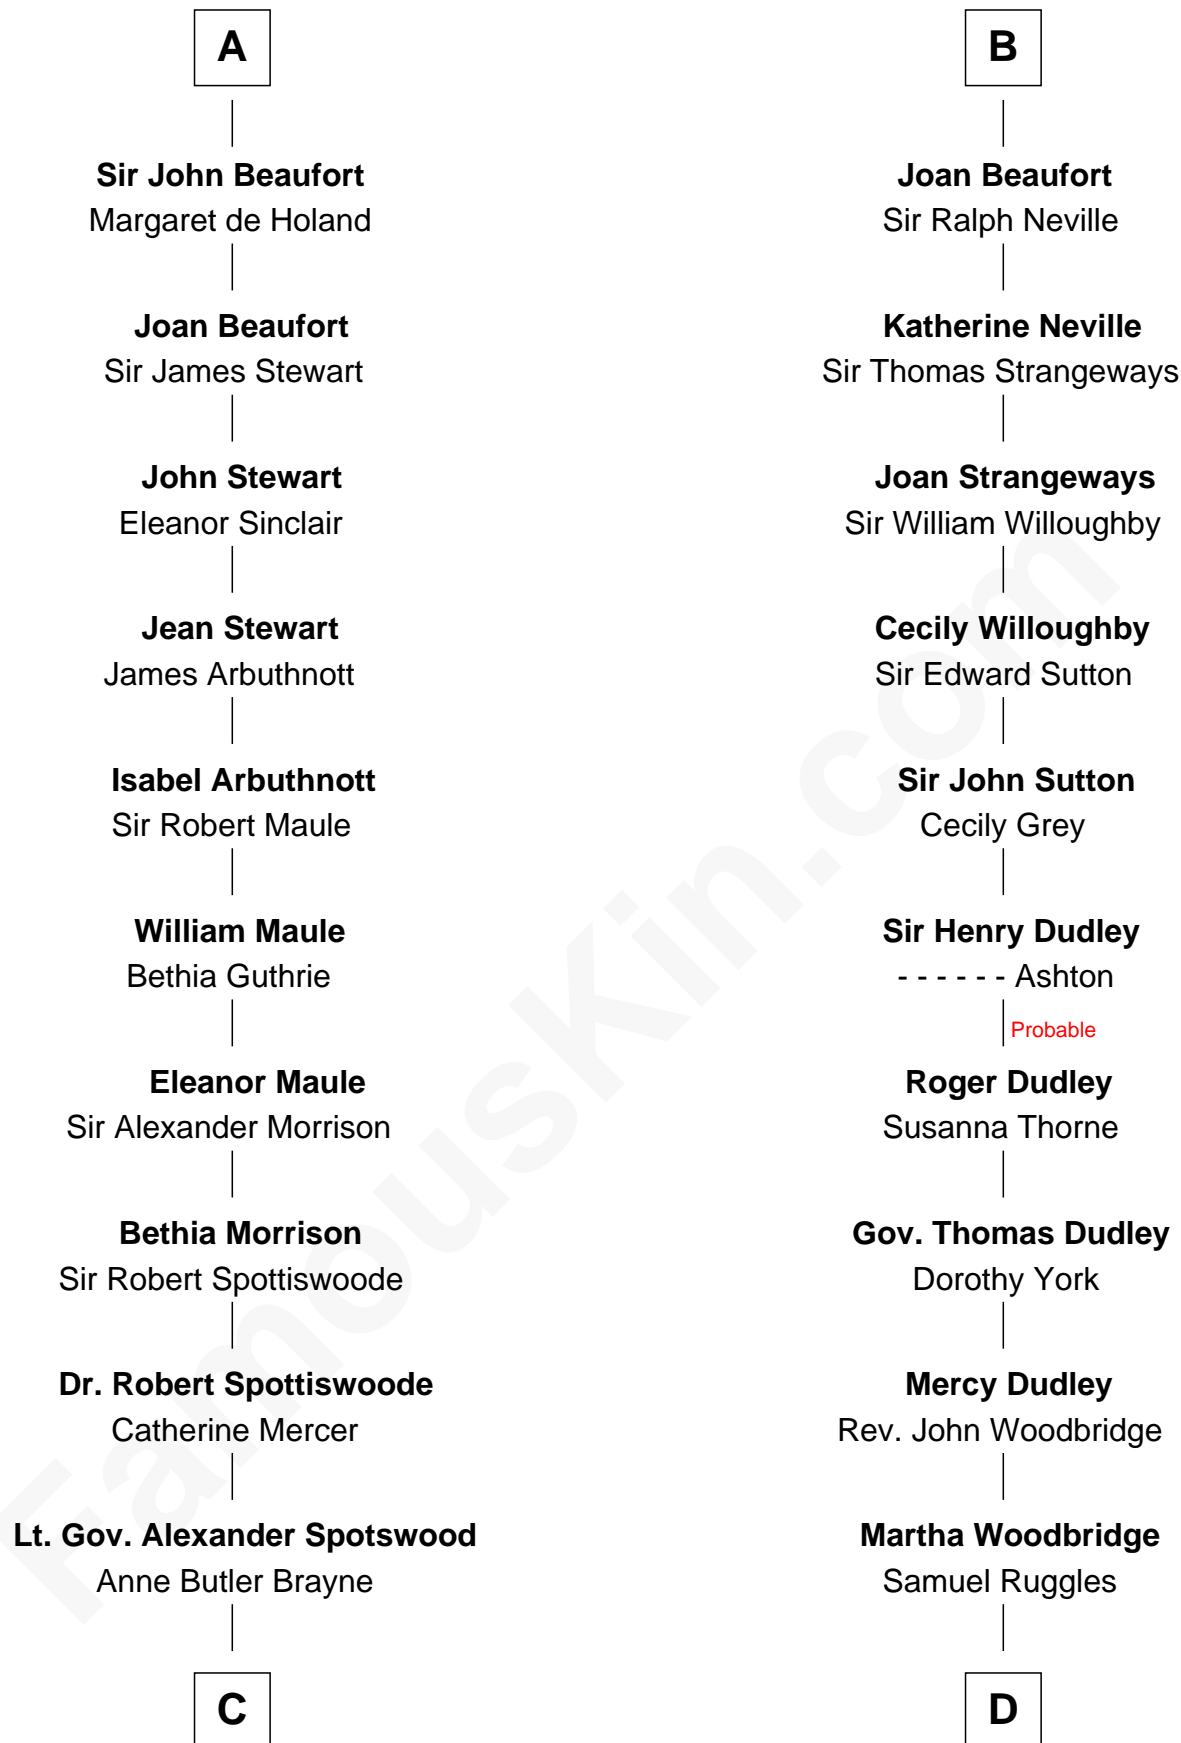 A
Sir John Beaufort
Margaret de Holand
Joan Beaufort
Sir James Stewart
John Stewart
Eleanor Sinclair
Jean Stewart
James Arbuthnott
Isabel Arbuthnott
Sir Robert Maule
William Maule
Bethia Guthrie
Eleanor Maule
Sir Alexander Morrison
Bethia Morrison
Sir Robert Spottiswoode
Dr. Robert Spottiswoode
Catherine Mercer
Lt. Gov. Alexander Spotswood
Anne Butler Brayne
C
B
Joan Beaufort
Sir Ralph Neville
Katherine Neville
Sir Thomas Strangeways
Joan Strangeways
Sir William Willoughby
Cecily Willoughby
Sir Edward Sutton
Sir John Sutton
Cecily Grey
Sir Henry Dudley
- - - - - - Ashton
Probable
Roger Dudley
Susanna Thorne
Gov. Thomas Dudley
Dorothy York
Mercy Dudley
Rev. John Woodbridge
Martha Woodbridge
Samuel Ruggles
D
FamousKin.com